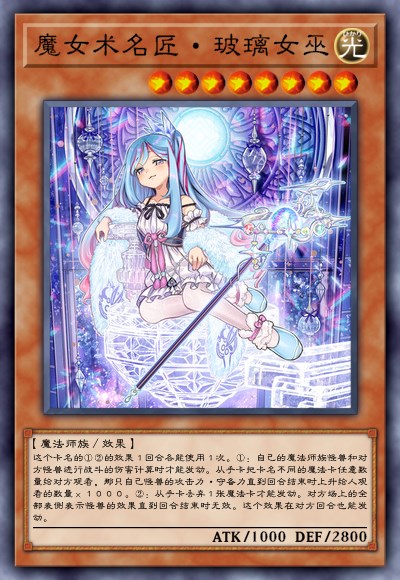 魔女术名匠·玻璃女巫
光
ひかり
【魔法师族/效果】
这个卡名的①②的效果1回合各能使用1次。①：自己的魔法师族怪兽和对
方怪兽进行战斗的伤害计算时才能发动。从手卡把卡名不同的魔法卡任意数
量给对方观看，那只自己怪兽的攻击力·守备力直到回合结束时上升给人观
看的数量×1000。②：从手卡丢弃1张魔法卡才能发动。对方场上的全
部表侧表示怪兽的效果直到回合结束时无效。这个效果在对方回合也能发
动。
ATK/1000 DEF/2800